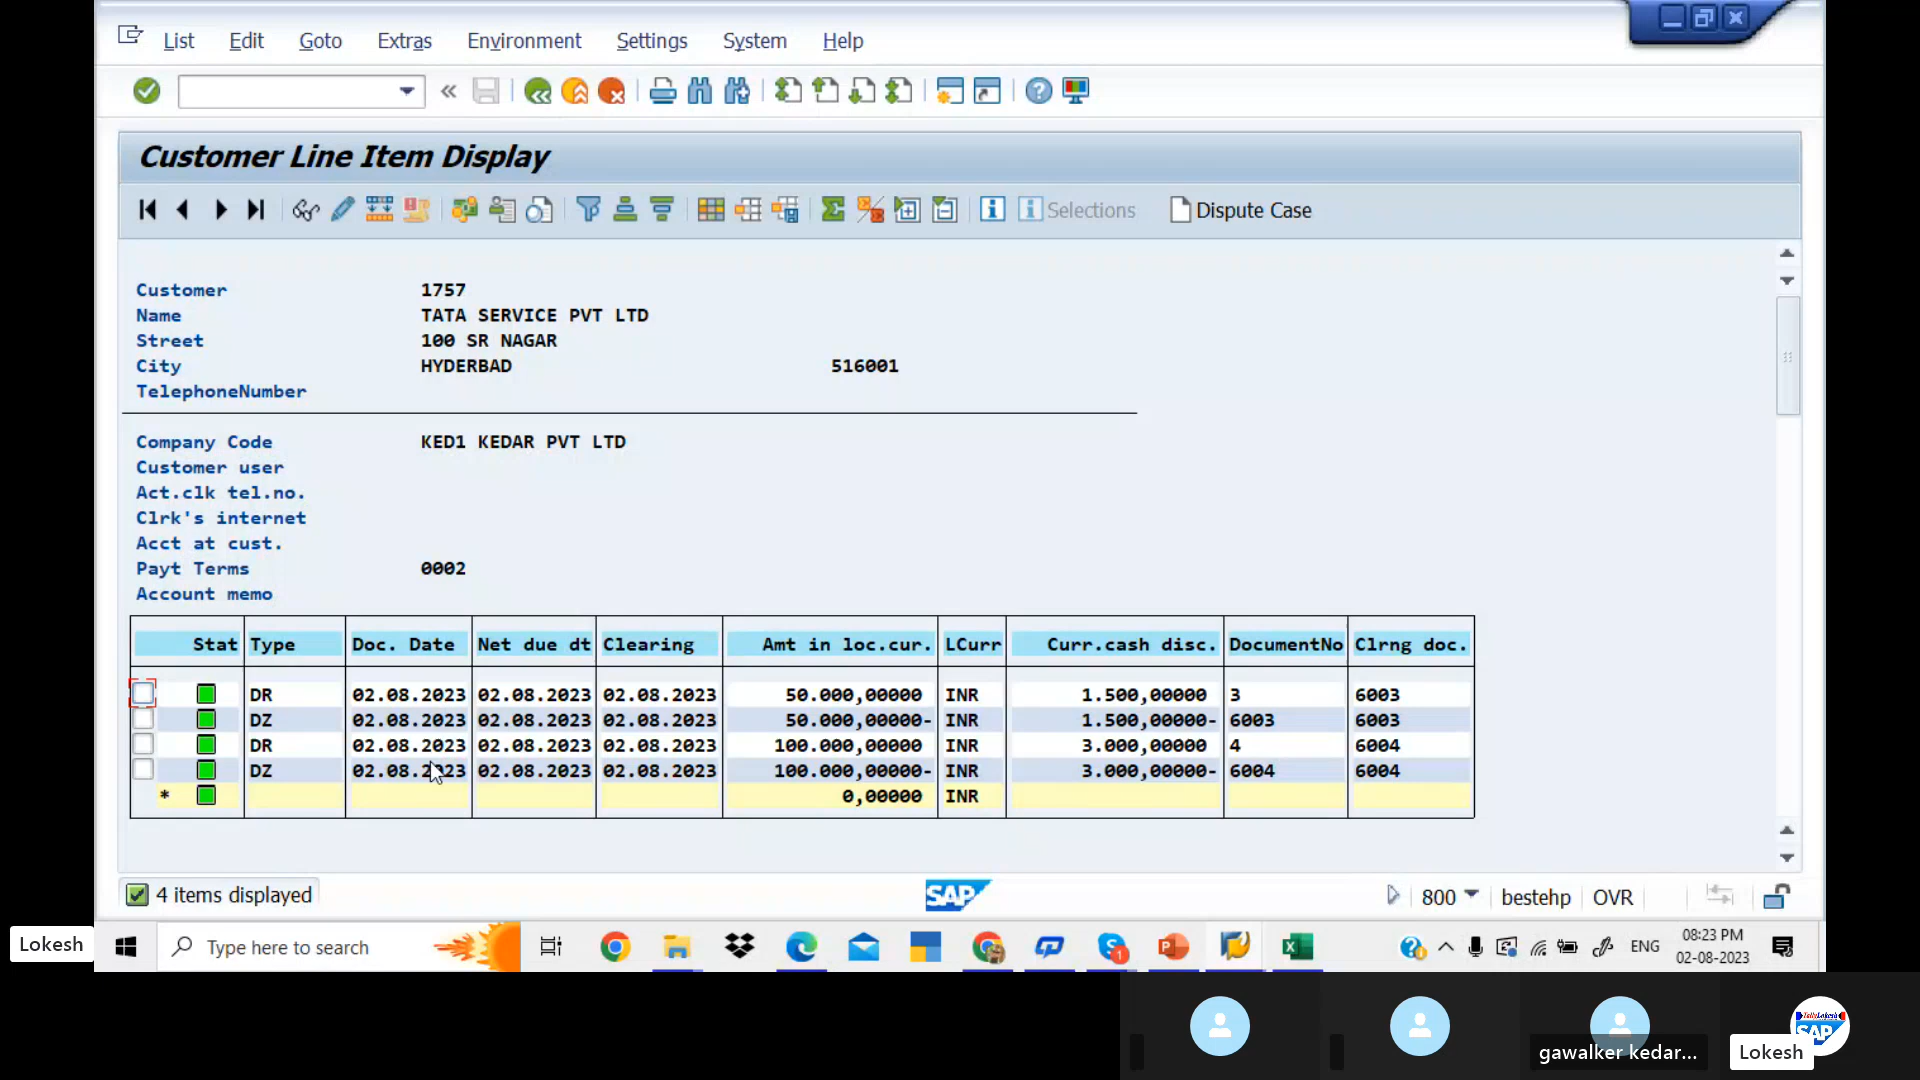 List Edit Goto Extras Environment Settings System Help
Customer Line Item Display
Selections Dispute Case
Customer 1757
Name TATA SERVICE PVT LTD
Street 100 SR NAGAR
City HYDERBAD 516001
TelephoneNumber
Company Code KED1 KEDAR PVT LTD
Customer user
Act.clk tel.no.
Clrk's internet
Acct at cust.
Payt Terms 0002
Account memo
Stat Type Doc. Date Net due dt Clearing Amt in loc.cur. LCurr Curr.cash disc. DocumentNo Clrng doc.
DR 02.08.2023 02.08.2023 02.08.2023 50.000,00000 INR 1.500,00000 3 6003
DZ 02.08.2023 02.08.2023 02.08.2023 50.000,00000- INR 1.500,00000- 6003 6003
DR 02.08.2023 02.08.2023 02.08.2023 100.000,00000 INR 3.000,00000 4 6004
DZ 02.08.2023 02.08.2023 02.08.2023 100.000,00000- INR 3.000,00000- 6004 6004
* 0,00000 INR
4 items displayed SAP 800 bestehp OVR
Lokesh Type here to search ENG 08:23 PM
02-08-2023
SAP
gawalker kedar... Lokesh